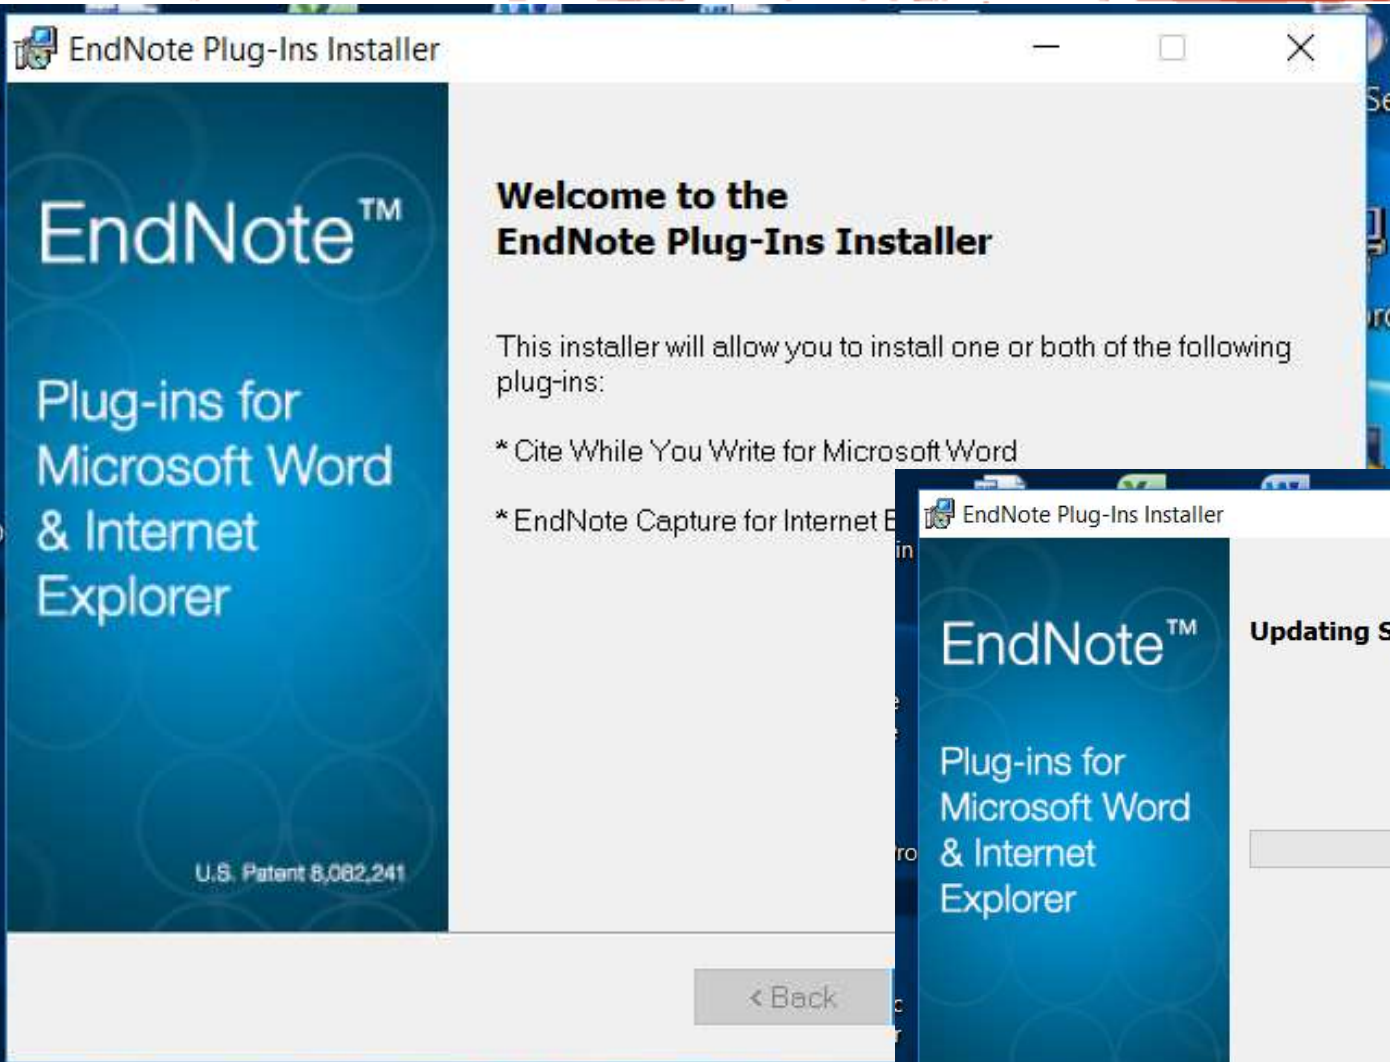 EndNote Plug-Ins Installer
EndNote™
Plug-ins for
Microsoft Word
& Internet
Explorer
U.S. Patent 8,082,241
Welcome to the
EndNote Plug-Ins Installer
This installer will allow you to install one or both of the following
plug-ins:
* Cite While You Write for Microsoft Word
* EndNote Capture for Internet
< Back
EndNote Plug-Ins Installer
EndNote™
Plug-ins for
Microsoft Word
& Internet
Explorer
Updating